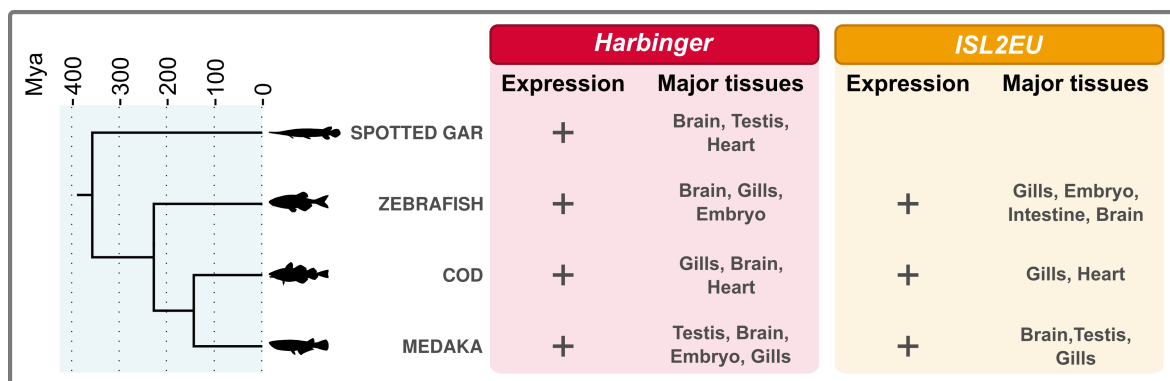 Harbinger
ISL2EU
Mya
-400
-300
-200
-100
-0
Expression
Major tissues
Expression
Major tissues
SPOTTED GAR
+
Brain, Testis,
Heart
ZEBRAFISH
+
Brain, Gills,
Embryo
+
Gills, Embryo,
Intestine, Brain
COD
+
Gills, Brain,
Heart
+
Gills, Heart
MEDAKA
+
Testis, Brain,
Embryo, Gills
+
Brain,Testis,
Gills